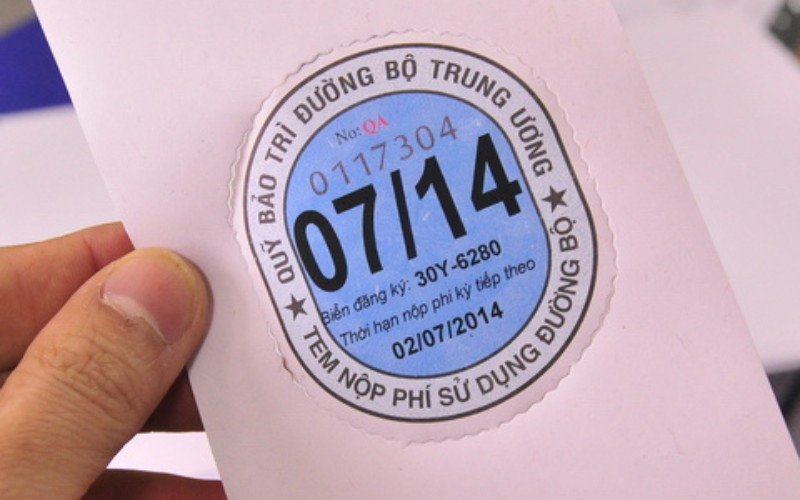 QUỸ BẢO TRÌ ĐƯỜNG BỘ TRUNG ƯƠNG
No: QA
0117304
07/14
Biển đăng ký: 30Y-6280
Thời hạn nộp phí kỳ tiếp theo
02/07/2014
TEM NỘP PHÍ SỬ DỤNG ĐƯỜNG BỘ